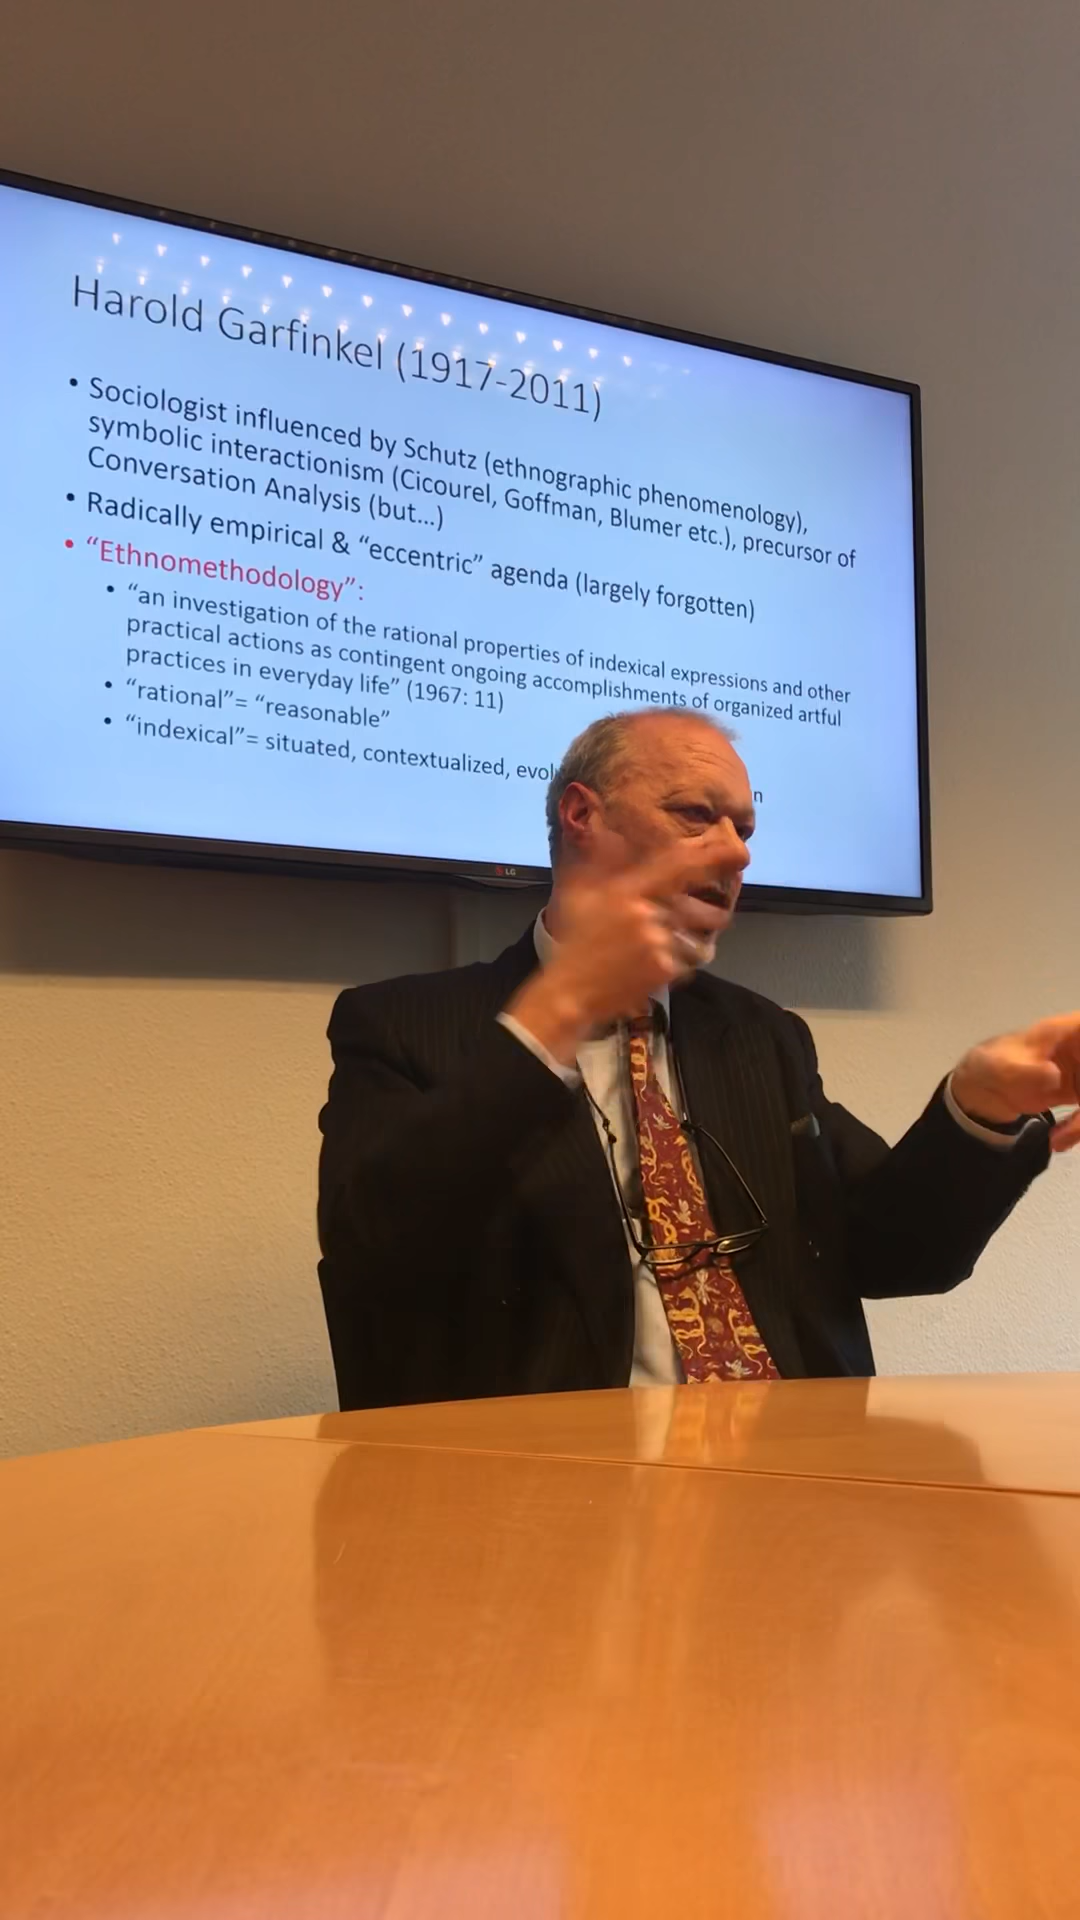 Harold Garfinkel (1917-2011)
• Sociologist influenced by Schutz (ethnographic phenomenology),
symbolic interactionism (Cicourel, Goffman, Blumer etc.), precursor of
Conversation Analysis (but...)
• Radically empirical & “eccentric” agenda (largely forgotten)
• “Ethnomethodology”:
• “an investigation of the rational properties of indexical expressions and other
practical actions as contingent ongoing accomplishments of organized artful
practices in everyday life” (1967: 11)
• “rational”= “reasonable”
• “indexical”= situated, contextualized,
LG